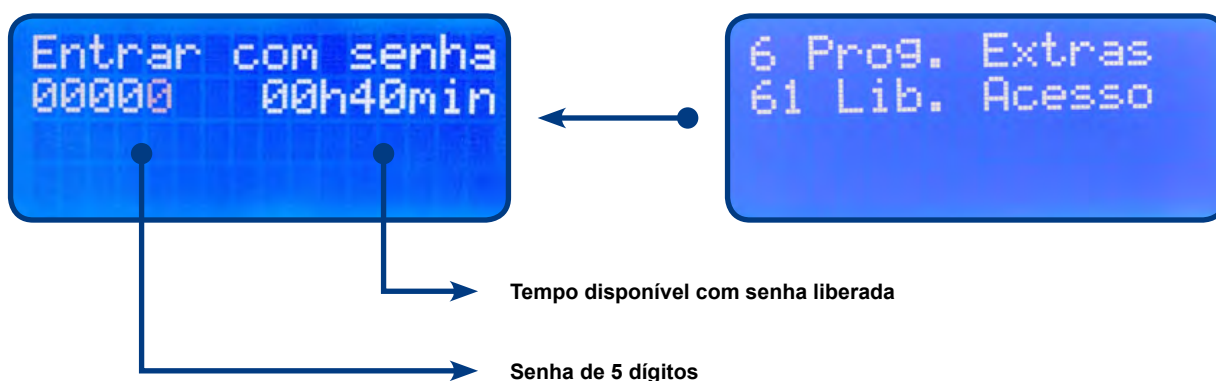 Entrar com senha
00000 00h40min
6 Prog. Extras
61 Lib. Acesso
Tempo disponível com senha liberada
Senha de 5 dígitos